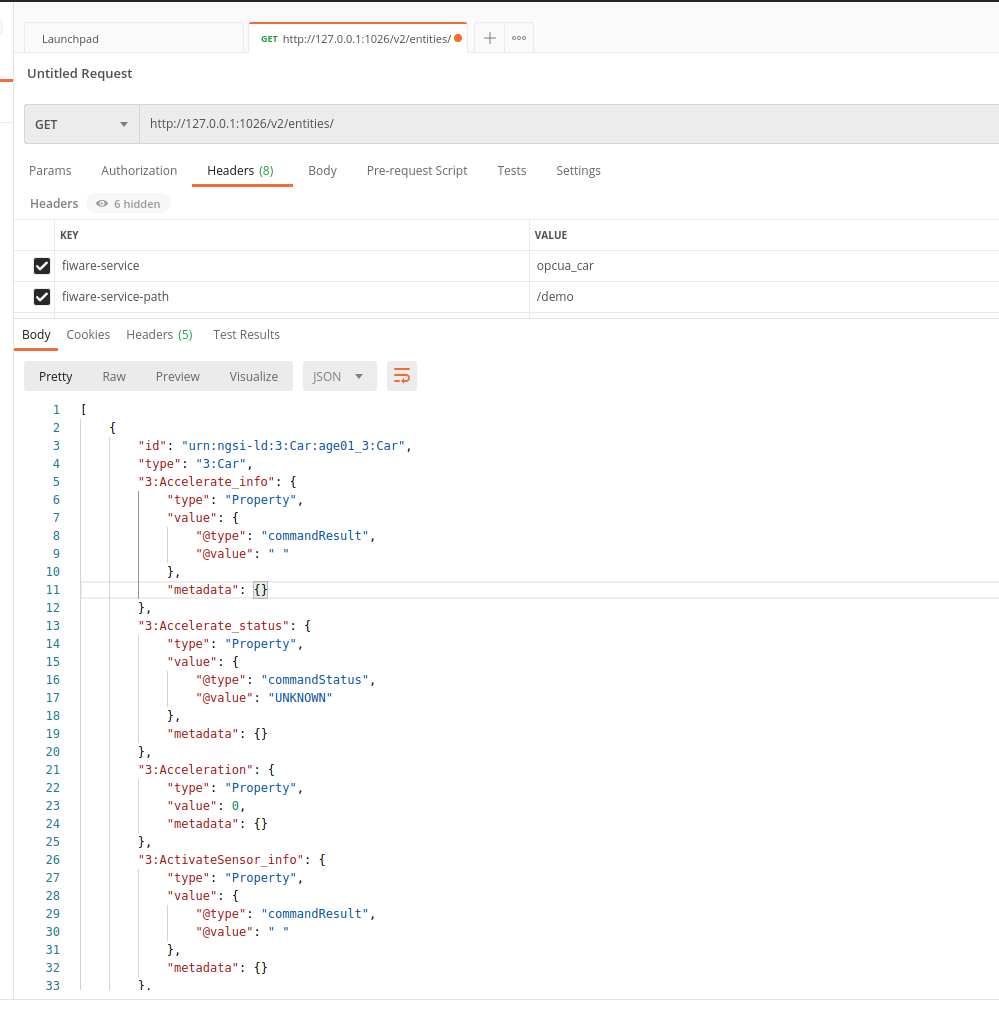 Launchpad
GET http://127.0.0.1:1026/v2/entities/
Untitled Request
GET http://127.0.0.1:1026/v2/entities/
Params Authorization Headers (8) Body Pre-request Script Tests Settings
Headers 6 hidden
KEY VALUE
fiware-service opcua_car
fiware-service-path /demo
Body Cookies Headers (5) Test Results
Pretty Raw Preview Visualize JSON
1 [
2 {
3 "id": "urn:ngsi-ld:3:Car:age01_3:Car",
4 "type": "3:Car",
5 "3:Accelerate_info": {
6 "type": "Property",
7 "value": {
8 "@type": "commandResult",
9 "@value": " "
10 },
11 "metadata": {}
12 },
13 "3:Accelerate_status": {
14 "type": "Property",
15 "value": {
16 "@type": "commandStatus",
17 "@value": "UNKNOWN"
18 },
19 "metadata": {}
20 },
21 "3:Acceleration": {
22 "type": "Property",
23 "value": 0,
24 "metadata": {}
25 },
26 "3:ActivateSensor_info": {
27 "type": "Property",
28 "value": {
29 "@type": "commandResult",
30 "@value": " "
31 },
32 "metadata": {}
33 },